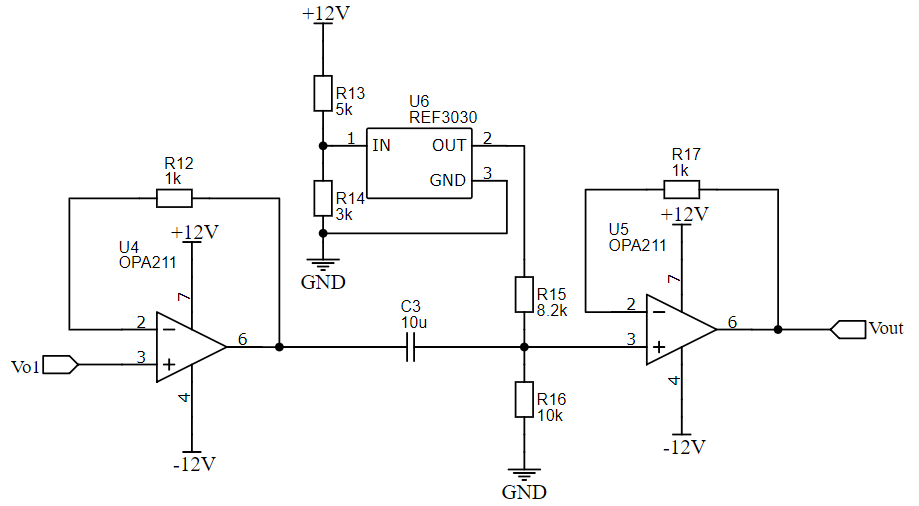 +12V
R13
5k
U6
REF3030
1
IN
OUT
2
GND
3
R14
3k
GND
R12
1k
+12V
U4
OPA211
7
2
3
6
4
Vo1
-12V
C3
10u
R15
8.2k
R16
10k
GND
R17
1k
+12V
U5
OPA211
7
2
3
6
4
Vout
-12V